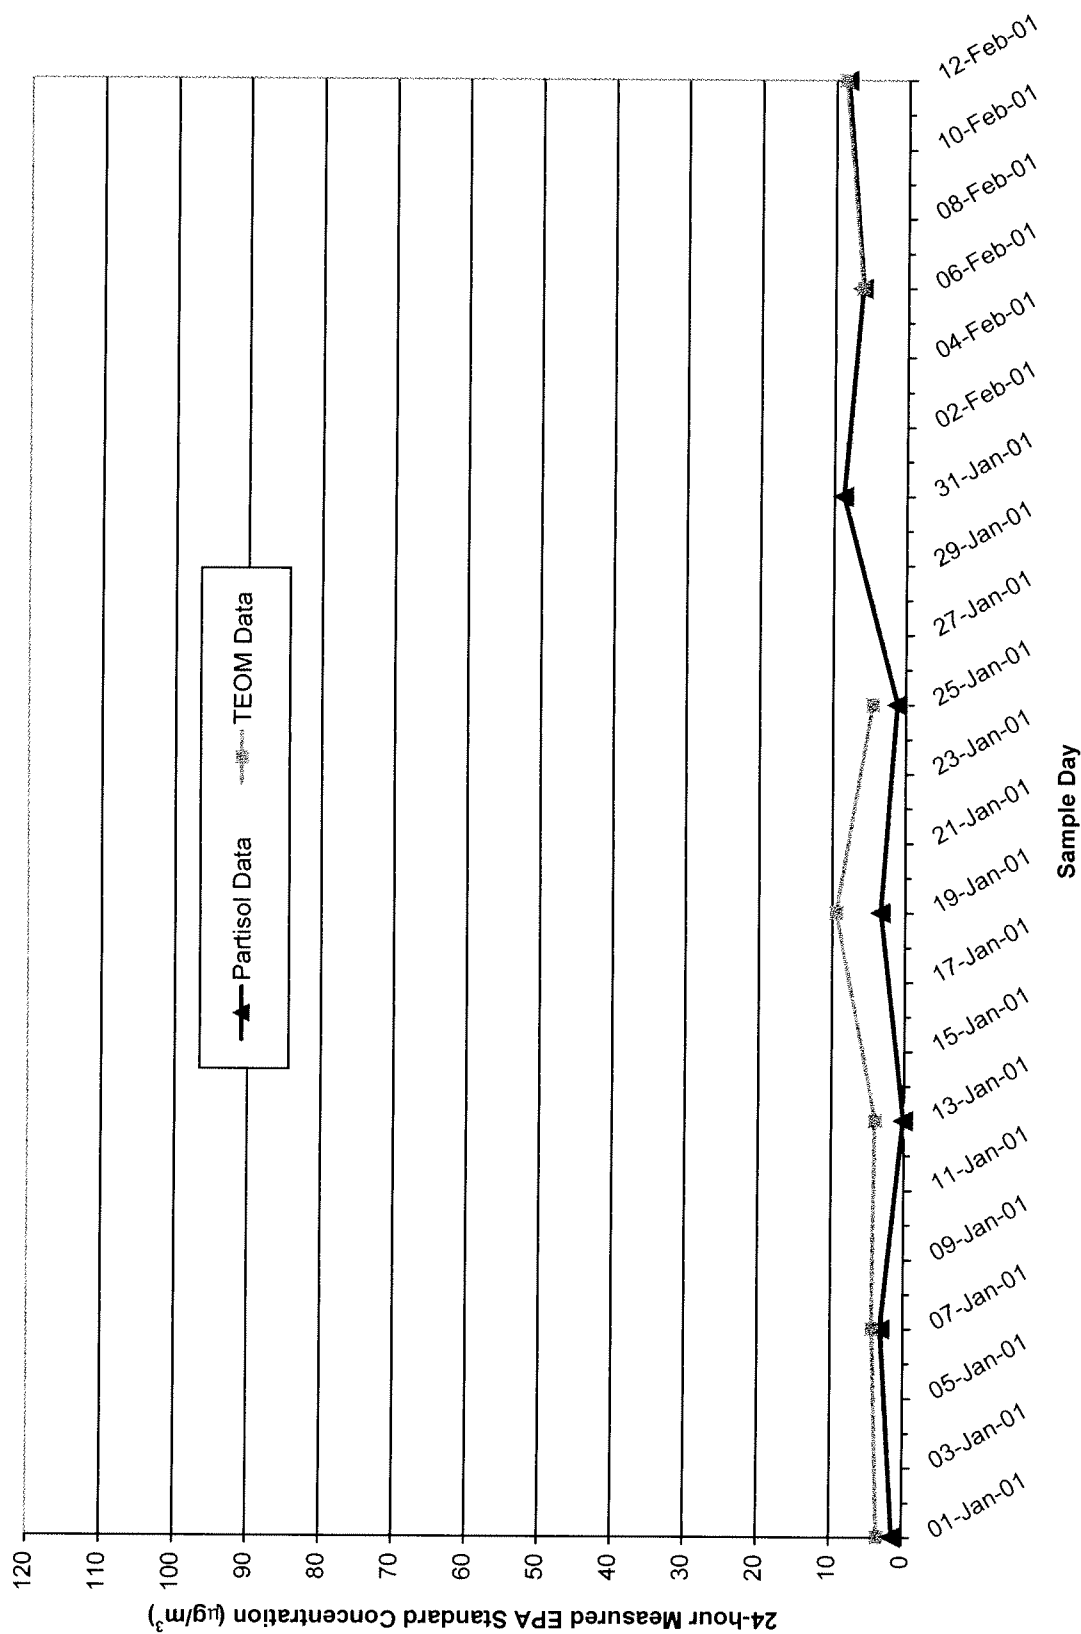 24-hour Measured EPA Standard Concentration (µg/m³)
120
110
100
90
80
70
60
50
40
30
20
10
0
Partisol Data
TEOM Data
01-Jan-01
03-Jan-01
05-Jan-01
07-Jan-01
09-Jan-01
11-Jan-01
13-Jan-01
15-Jan-01
17-Jan-01
19-Jan-01
21-Jan-01
23-Jan-01
25-Jan-01
27-Jan-01
29-Jan-01
31-Jan-01
02-Feb-01
04-Feb-01
06-Feb-01
08-Feb-01
10-Feb-01
12-Feb-01
Sample Day